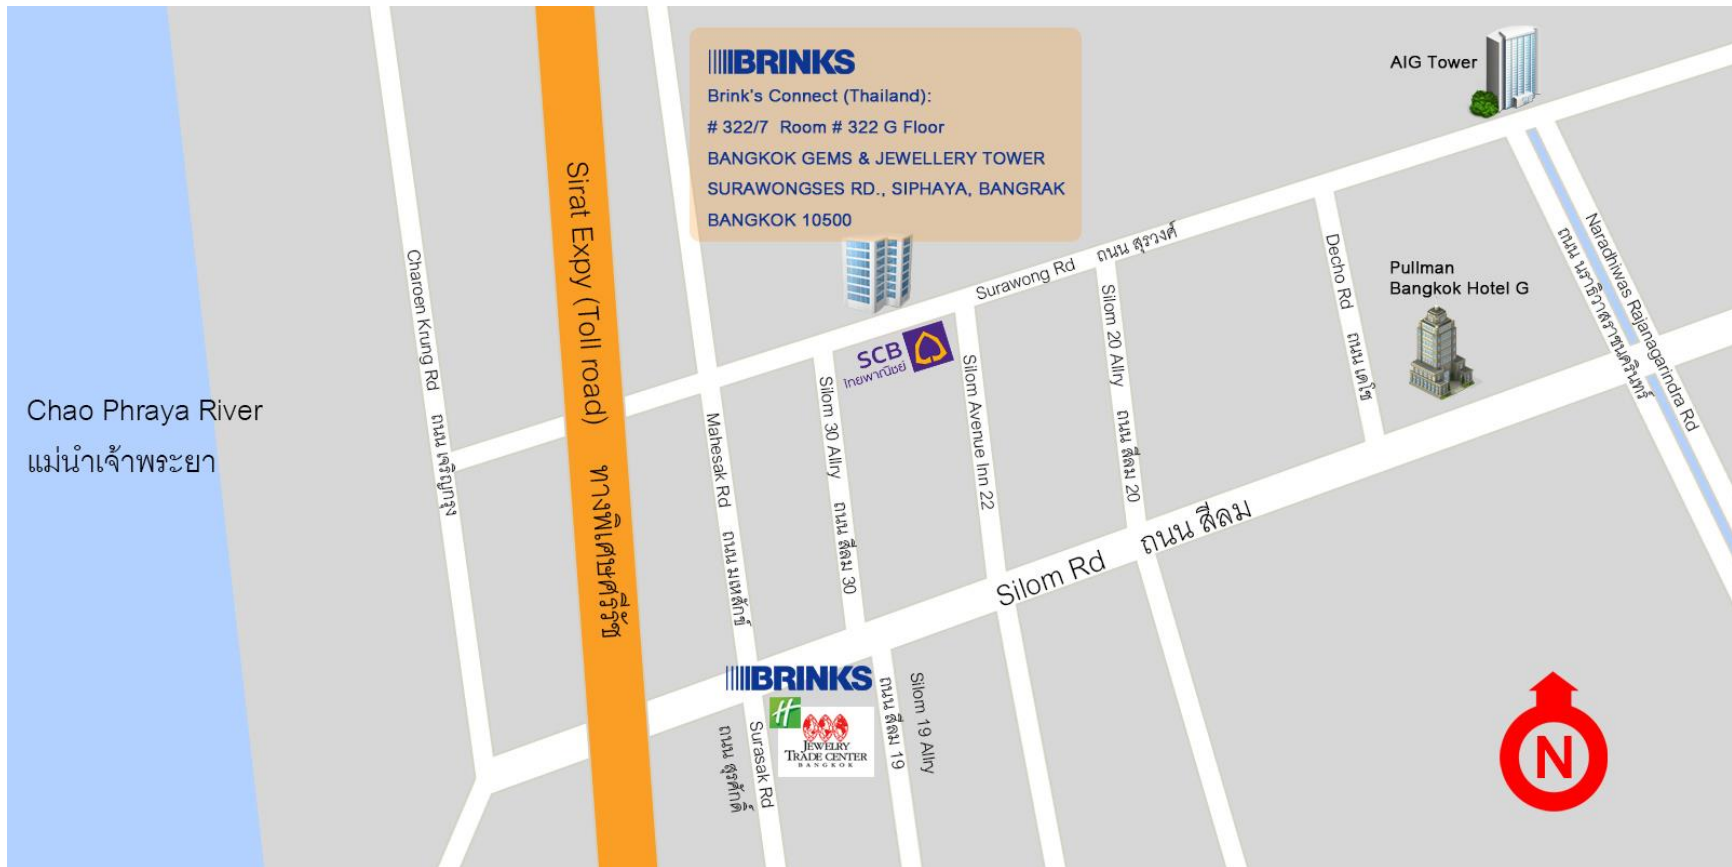 BRINKS
Brink's Connect (Thailand):
# 322/7 Room # 322 G Floor
BANGKOK GEMS & JEWELLERY TOWER
SURAWONGSES RD., SIPHAYA, BANGRAK
BANGKOK 10500
AIG Tower
Sirat Expy (Toll road) ทางพิเศษศรีรัช
Charoen Krung Rd ถนน เจริญกรุง
Surawong Rd ถนน สุรวงศ์
Decho Rd ถนน เดโช
Pullman
Bangkok Hotel G
Naradhiwas Rajanagarindra Rd
ถนน นราธิวาสราชนครินทร์
SCB
ไทยพาณิชย์
Silom 20 Allry ถนน สีลม 20
Silom Avenue Inn 22
Silom 30 Allry ถนน สีลม 30
Mahesak Rd ถนน มเหสักข์
Chao Phraya River
แม่นำเจ้าพระยา
Silom Rd ถนน สีลม
BRINKS
H
JEWELRY
TRADE CENTER
BANGKOK
Surasak Rd
ถนน สุรศักดิ์
ถนน สีลม 19
Silom 19 Allry
N